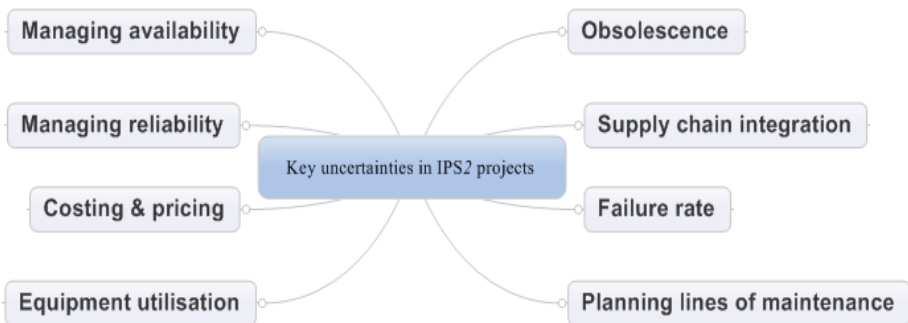 Managing availability
Obsolescence
Managing reliability
Supply chain integration
Key uncertainties in IPS2 projects
Costing & pricing
Failure rate
Equipment utilisation
Planning lines of maintenance